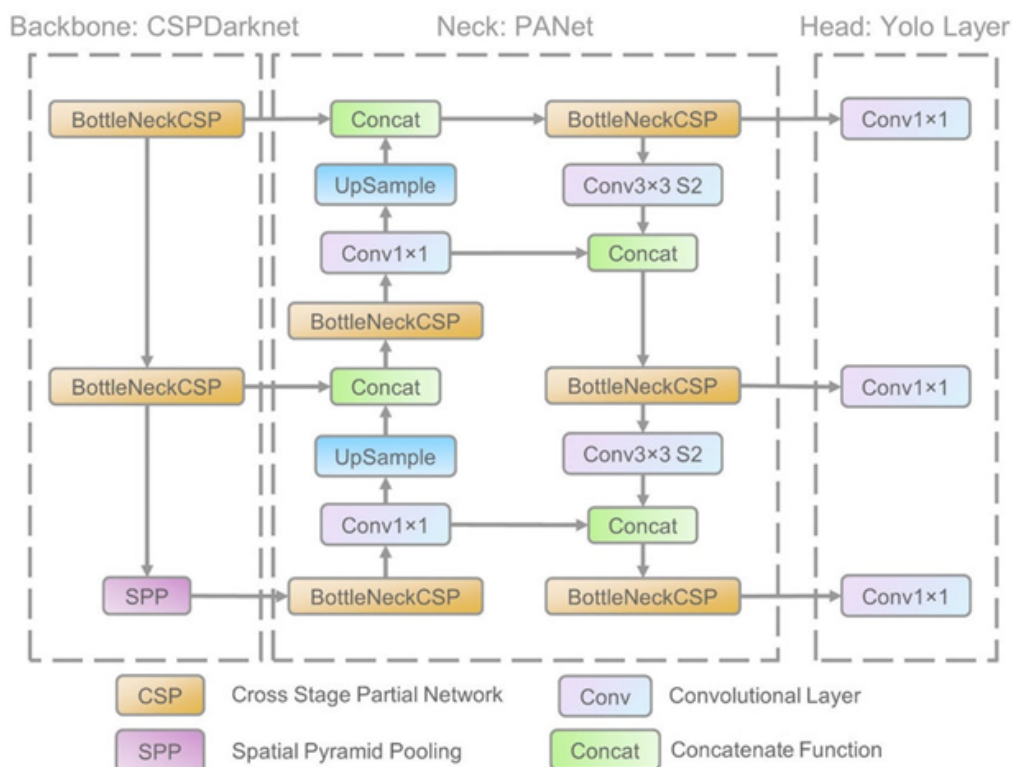 Backbone: CSPDarknet Neck: PANet Head: Yolo Layer
BottleNeckCSP Concat BottleNeckCSP Conv1×1
UpSample Conv3×3 S2
Conv1×1 Concat
BottleNeckCSP
BottleNeckCSP Concat BottleNeckCSP Conv1×1
UpSample Conv3×3 S2
Conv1×1 Concat
SPP BottleNeckCSP BottleNeckCSP Conv1×1
CSP Cross Stage Partial Network Conv Convolutional Layer
SPP Spatial Pyramid Pooling Concat Concatenate Function